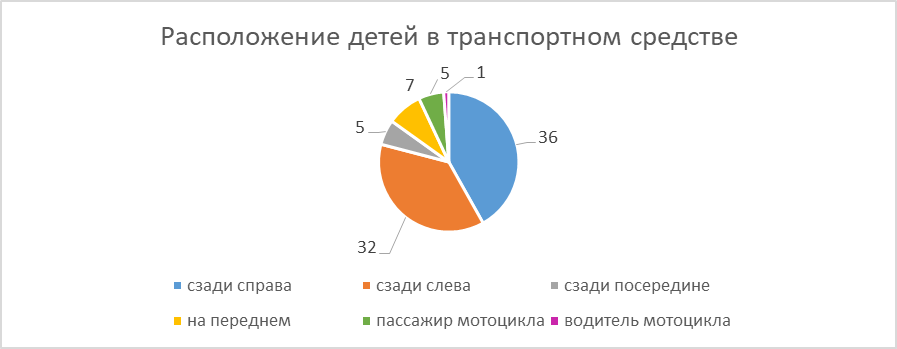 Расположение детей в транспортном средстве
1
5
7
5
36
32
сзади справа
сзади слева
сзади посередине
на переднем
пассажир мотоцикла
водитель мотоцикла